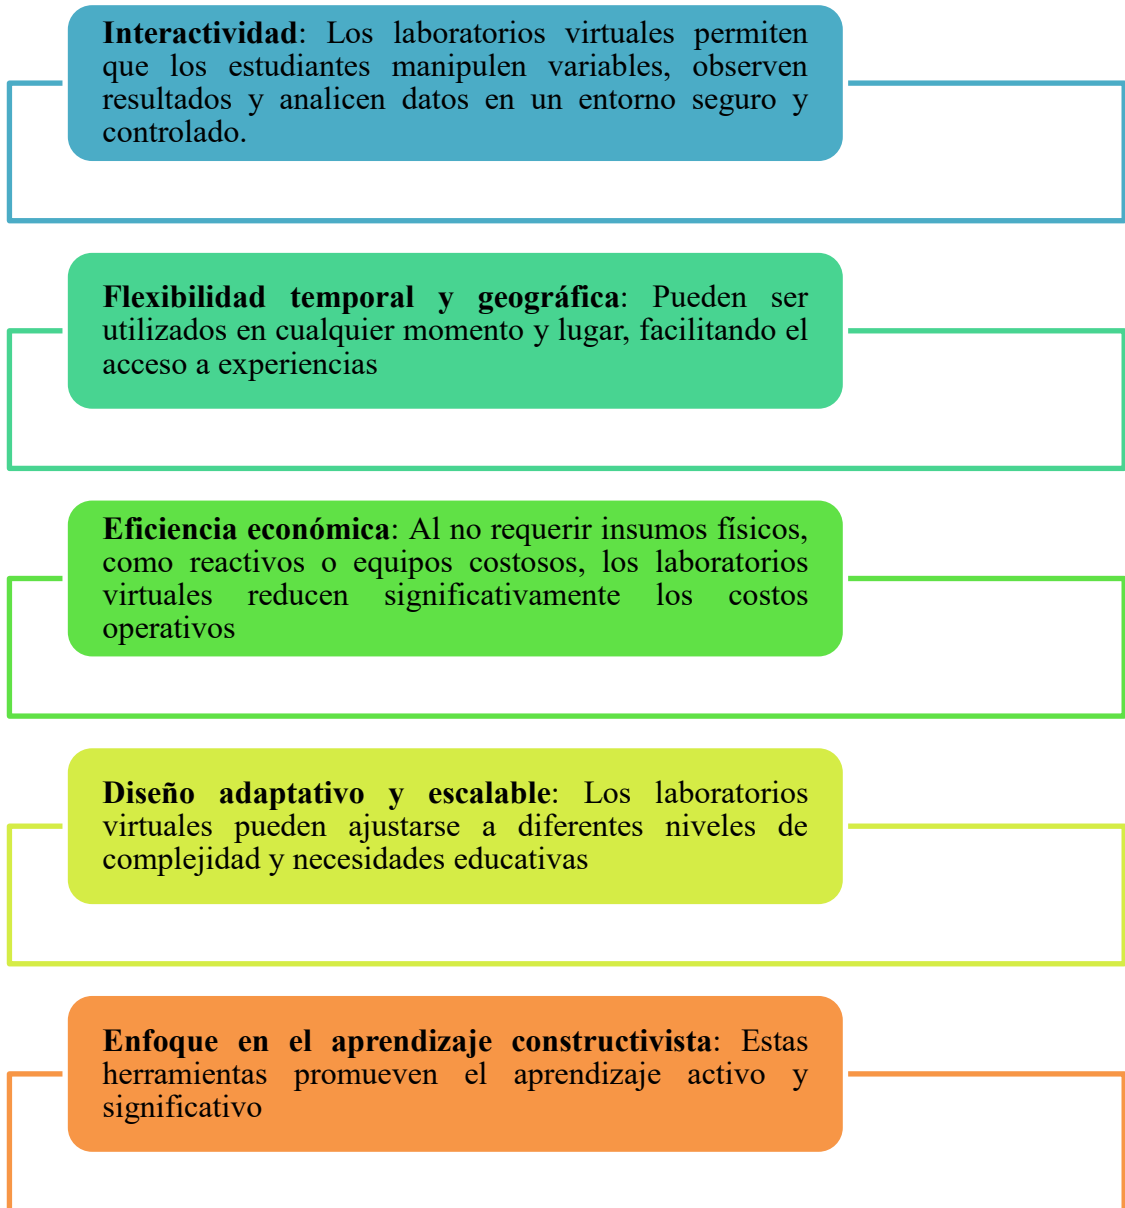 Interactividad: Los laboratorios virtuales permiten
que los estudiantes manipulen variables, observen
resultados y analicen datos en un entorno seguro y
controlado.
Flexibilidad temporal y geográfica: Pueden ser
utilizados en cualquier momento y lugar, facilitando el
acceso a experiencias
Eficiencia económica: Al no requerir insumos físicos,
como reactivos o equipos costosos, los laboratorios
virtuales reducen significativamente los costos
operativos
Diseño adaptativo y escalable: Los laboratorios
virtuales pueden ajustarse a diferentes niveles de
complejidad y necesidades educativas
Enfoque en el aprendizaje constructivista: Estas
herramientas promueven el aprendizaje activo y
significativo